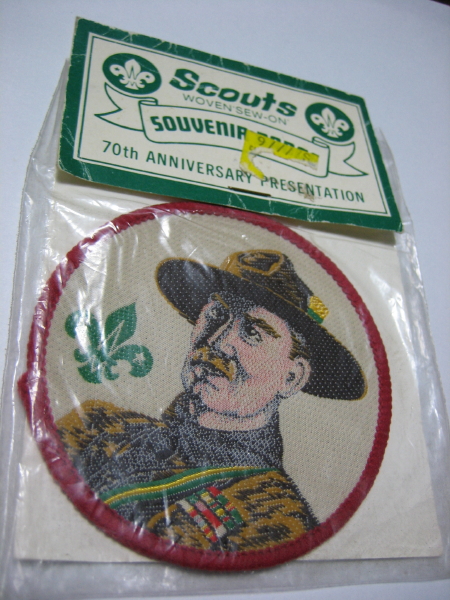 Scouts
WOVEN SEW-ON
SOUVENIR
70th ANNIVERSARY PRESENTATION